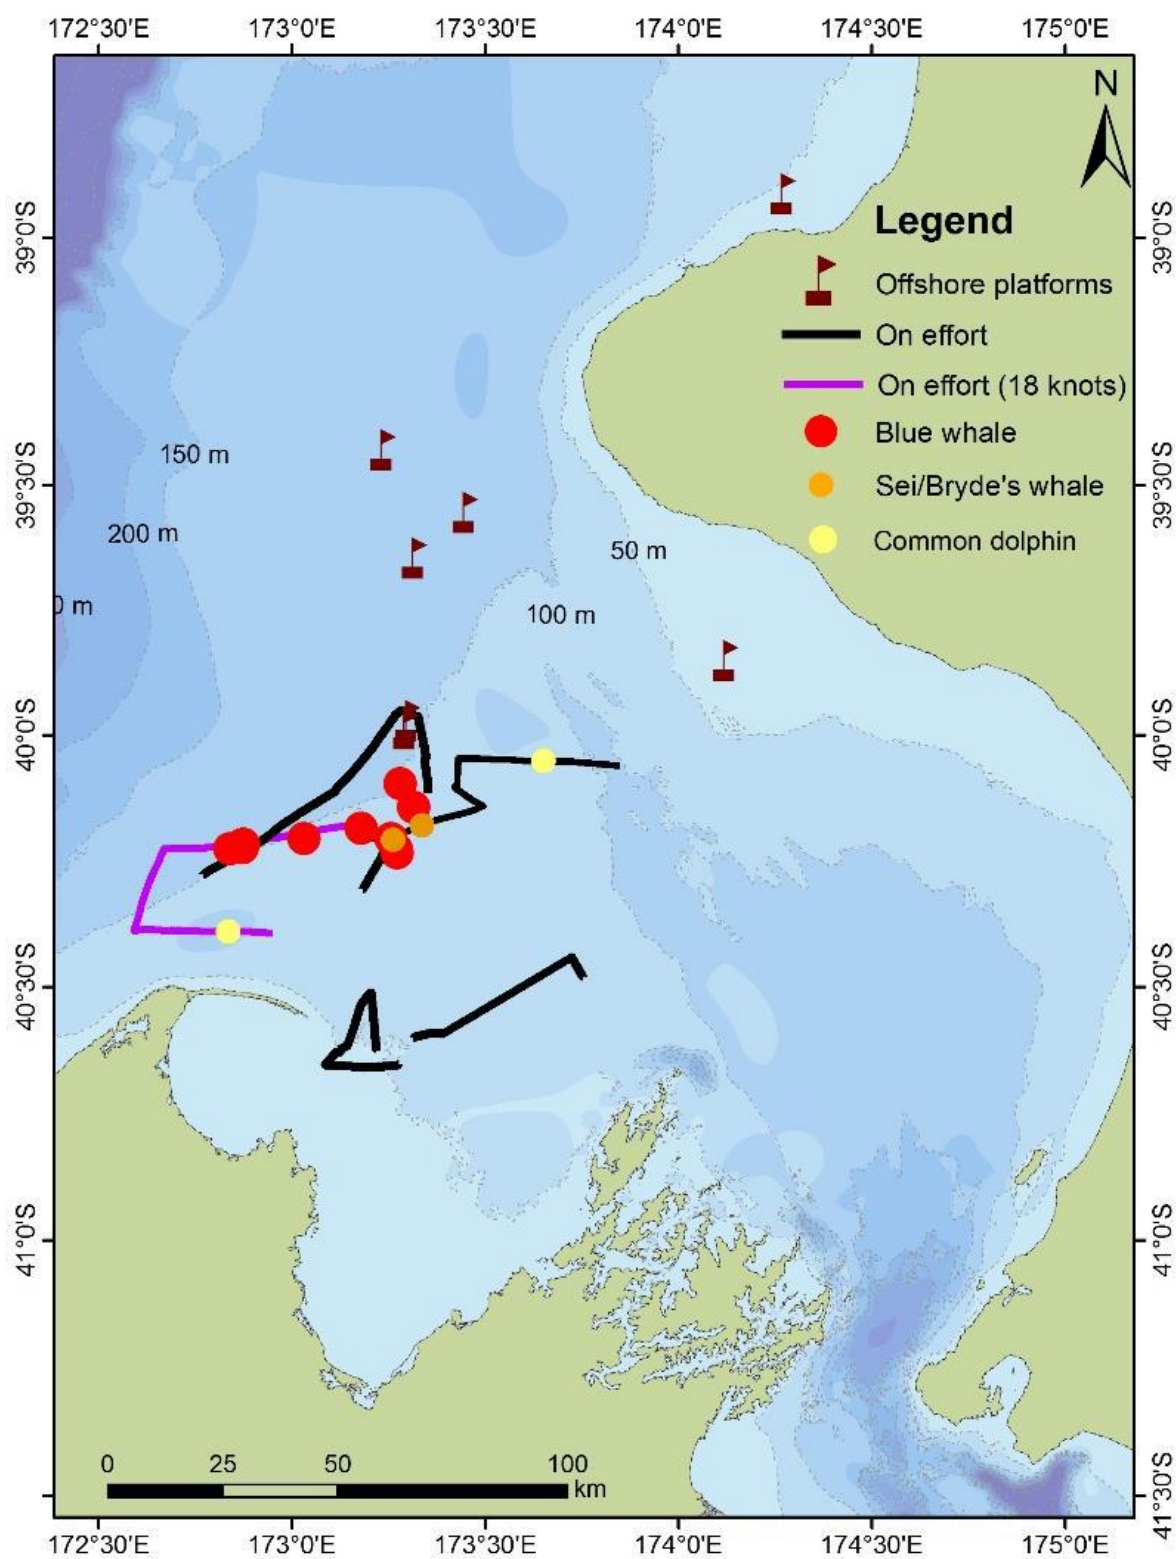 172°30'E 173°0'E 173°30'E 174°0'E 174°30'E 175°0'E
N
39°0'S 39°0'S
Legend
Offshore platforms
On effort
On effort (18 knots)
Blue whale
150 m
39°30'S Sei/Bryde's whale 39°30'S
200 m
50 m Common dolphin
0 m
100 m
40°0'S 40°0'S
40°30'S 40°30'S
41°0'S 41°0'S
0 25 50 100
km
41°30'S
172°30'E 173°0'E 173°30'E 174°0'E 174°30'E 175°0'E